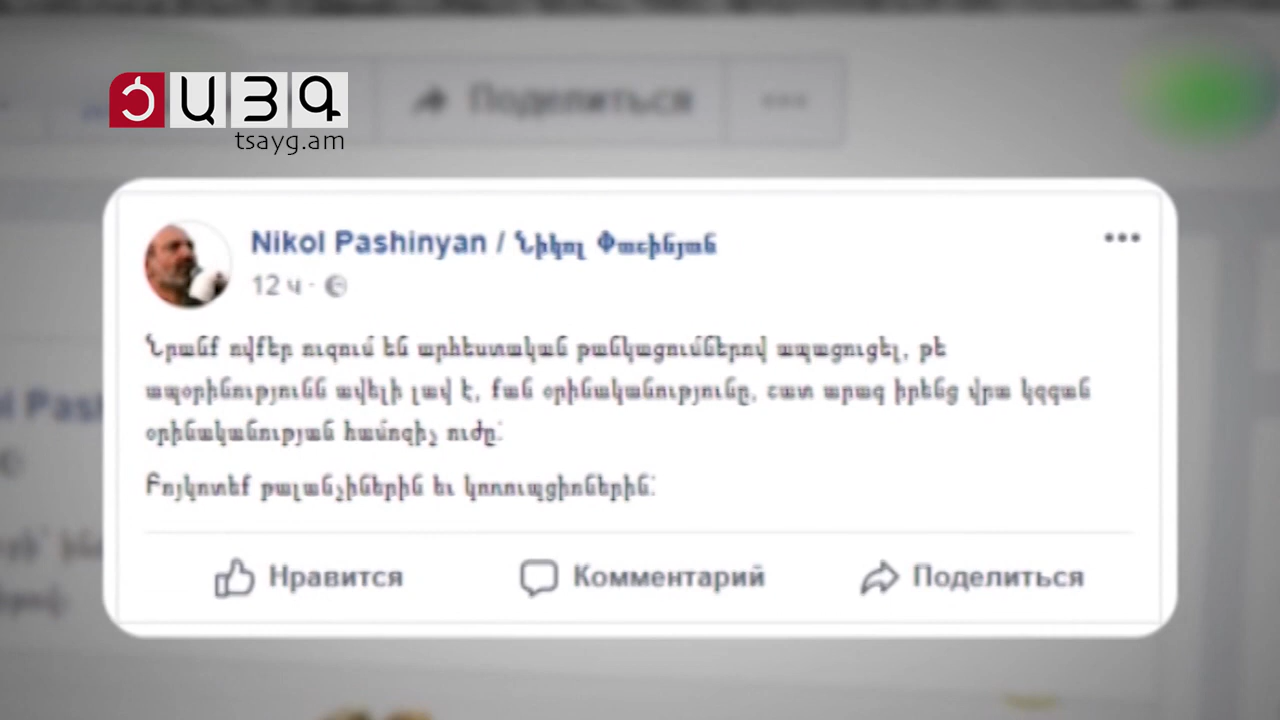 ՁԱՅԳ
tsayg.am
Поделиться
Nikol Pashinyan / Նիկոլ Փաշինյան
12 ч
Նրանք ովքեր ուզում են արհեստական թանկացումներով ապացուցել, թե
ապօրինությունն ավելի լավ է, քան օրինականությունը, շատ արագ իրենց վրա կզգան
օրինականության համոզիչ ուժը:
Բոյկոտեք թալանչիներին եւ կոռուպցիոներին:
Нравится Комментарий Поделиться